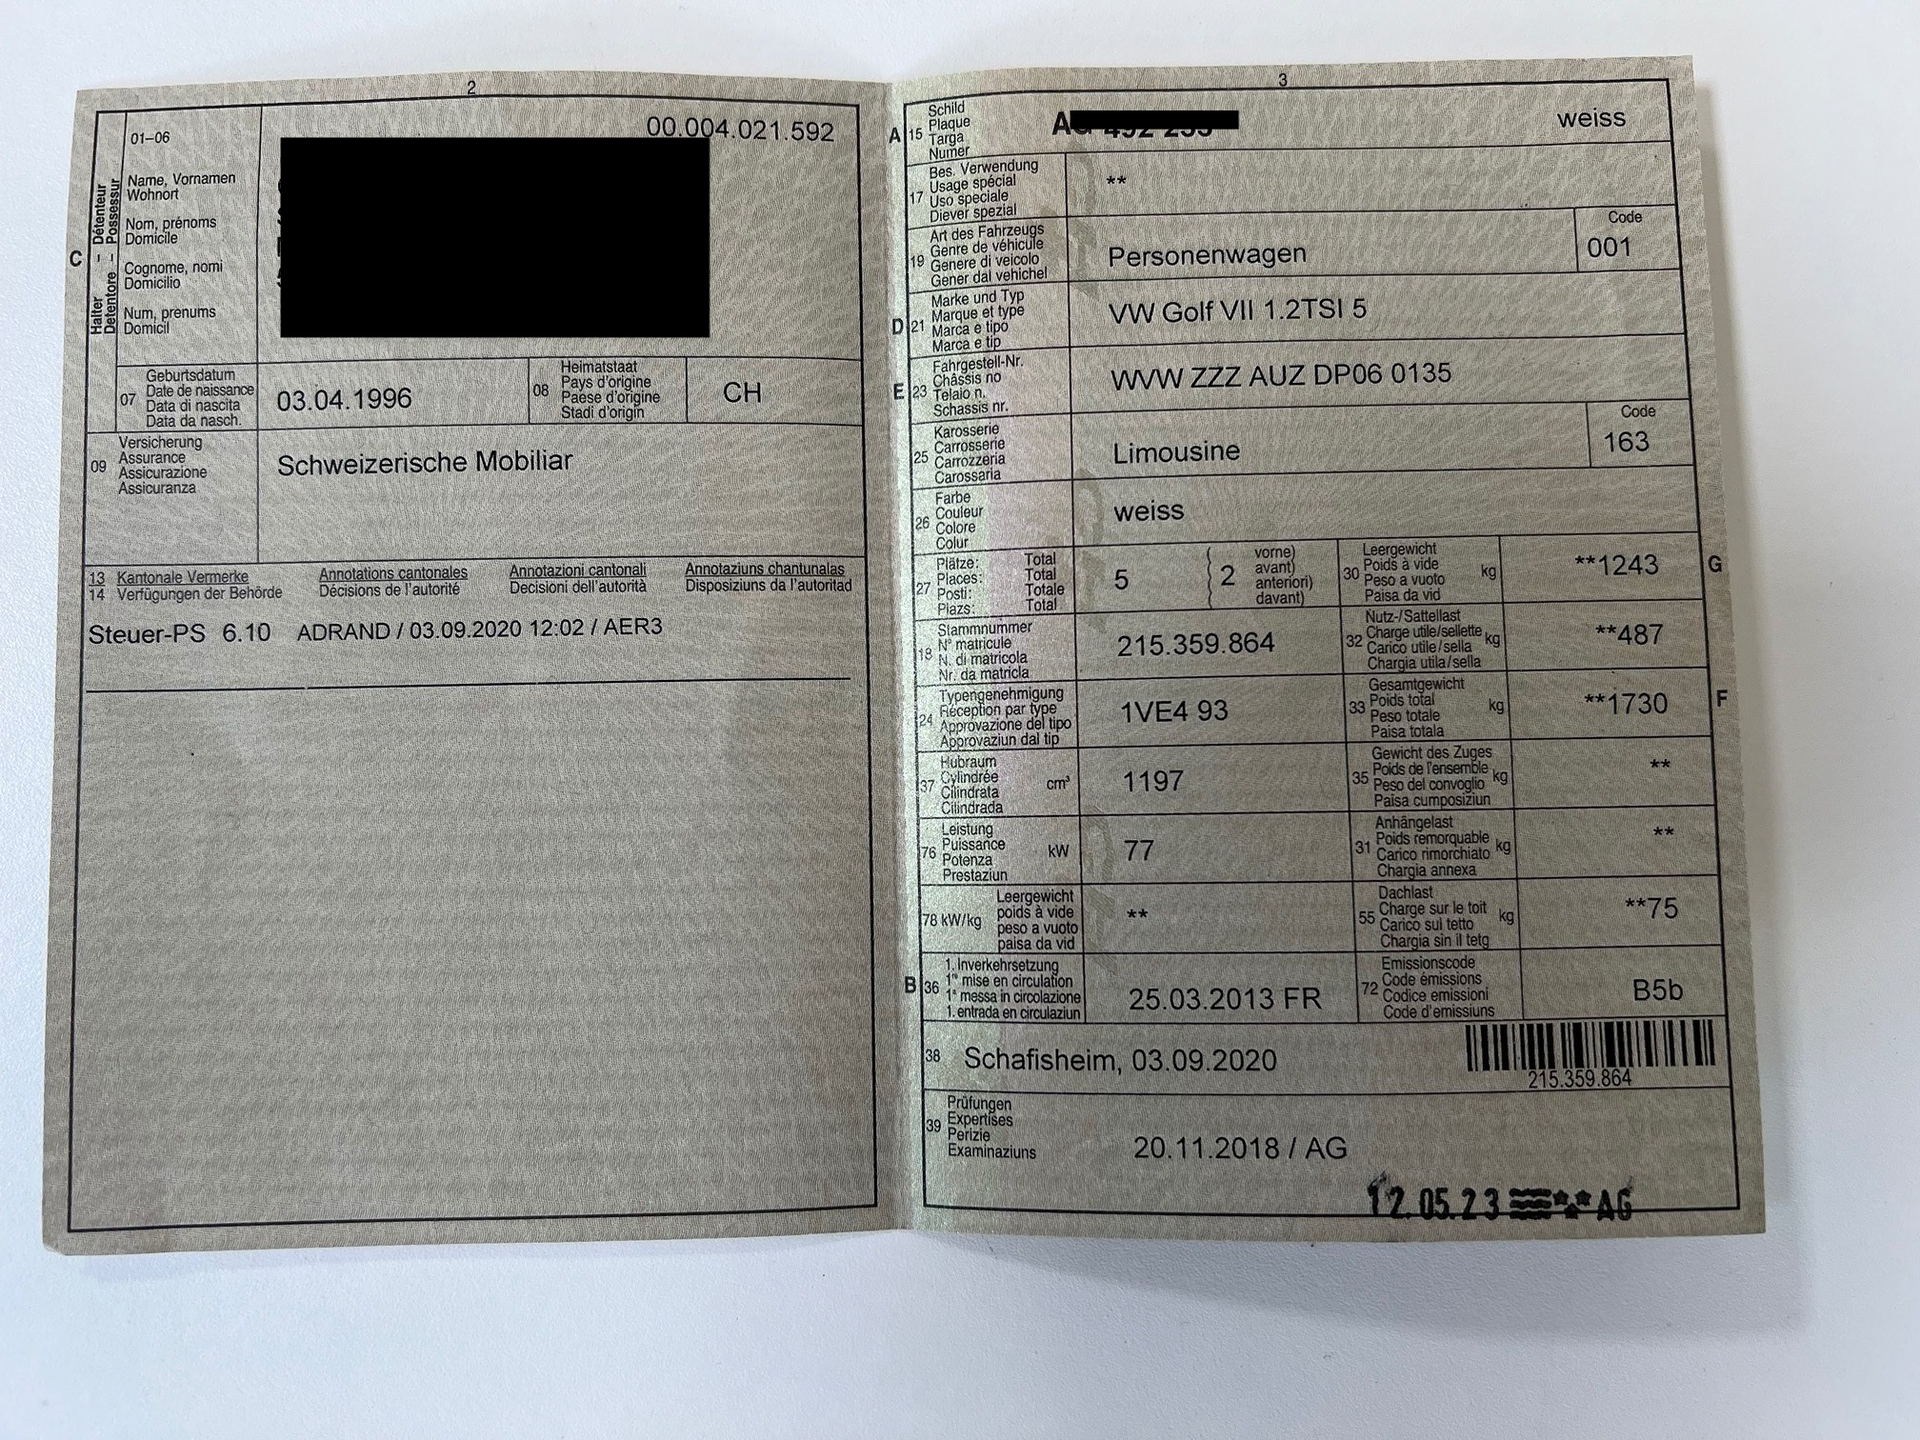 2
00.004.021.592
01–06
Name, Vornamen
Wohnort
Nom, prénoms
Domicile
Cognome, nomi
Domicilio
Num, prenums
Domicil
C
Halter – Détenteur
Detentore – Possessur
07
Geburtsdatum
Date de naissance
Data di nascita
Data da nasch.
03.04.1996
08
Heimatstaat
Pays d'origine
Paese d'origine
Stadi d'origin
CH
09
Versicherung
Assurance
Assicurazione
Assicuranza
Schweizerische Mobiliar
13 Kantonale Vermerke Annotations cantonales Annotazioni cantonali Annotaziuns chantunalas
14 Verfügungen der Behörde Décisions de l'autorité Decisioni dell'autorità Disposiziuns da l'autoritad
Steuer-PS 6.10 ADRAND / 03.09.2020 12:02 / AER3
3
A 15
Schild
Plaque
Targa
Numer
weiss
17
Bes. Verwendung
Usage spécial
Uso speciale
Diever spezial
**
19
Art des Fahrzeugs
Genre de véhicule
Genere di veicolo
Gener dal vehichel
Personenwagen
Code
001
D 21
Marke und Typ
Marque et type
Marca e tipo
Marca e tip
VW Golf VII 1.2TSI 5
E 23
Fahrgestell-Nr.
Châssis no
Telaio n.
Schassis nr.
WVW ZZZ AUZ DP06 0135
25
Karosserie
Carrosserie
Carrozzeria
Carossaria
Limousine
Code
163
26
Farbe
Couleur
Colore
Colur
weiss
27
Plätze: Total
Places: Total
Posti: Totale
Plazs: Total
5
2
vorne)
avant)
anteriori)
davant)
30
Leergewicht
Poids à vide
Peso a vuoto
Paisa da vid
kg
**1243
G
18
Stammnummer
N° matricule
N. di matricola
Nr. da matricla
215.359.864
32
Nutz-/Sattellast
Charge utile/sellette
Carico utile/sella
Chargia utila/sella
kg
**487
24
Typengenehmigung
Réception par type
Approvazione del tipo
Approvaziun dal tip
1VE4 93
33
Gesamtgewicht
Poids total
Peso totale
Paisa totala
kg
**1730
F
37
Hubraum
Cylindrée
Cilindrata
Cilindrada
cm³
1197
35
Gewicht des Zuges
Poids de l'ensemble
Peso del convoglio
Paisa cumposiziun
kg
**
76
Leistung
Puissance
Potenza
Prestaziun
kW
77
31
Anhängelast
Poids remorquable
Carico rimorchiato
Chargia annexa
kg
**
78 kW/kg
Leergewicht
poids à vide
peso a vuoto
paisa da vid
**
55
Dachlast
Charge sur le toit
Carico sul tetto
Chargia sin il tetg
kg
**75
B 36
1. Inverkehrsetzung
1re mise en circulation
1a messa in circolazione
1. entrada en circulaziun
25.03.2013 FR
72
Emissionscode
Code émissions
Codice emissioni
Code d'emissiuns
B5b
38
Schafisheim, 03.09.2020
215.359.864
39
Prüfungen
Expertises
Perizie
Examinaziuns
20.11.2018 / AG
12.05.23 AG